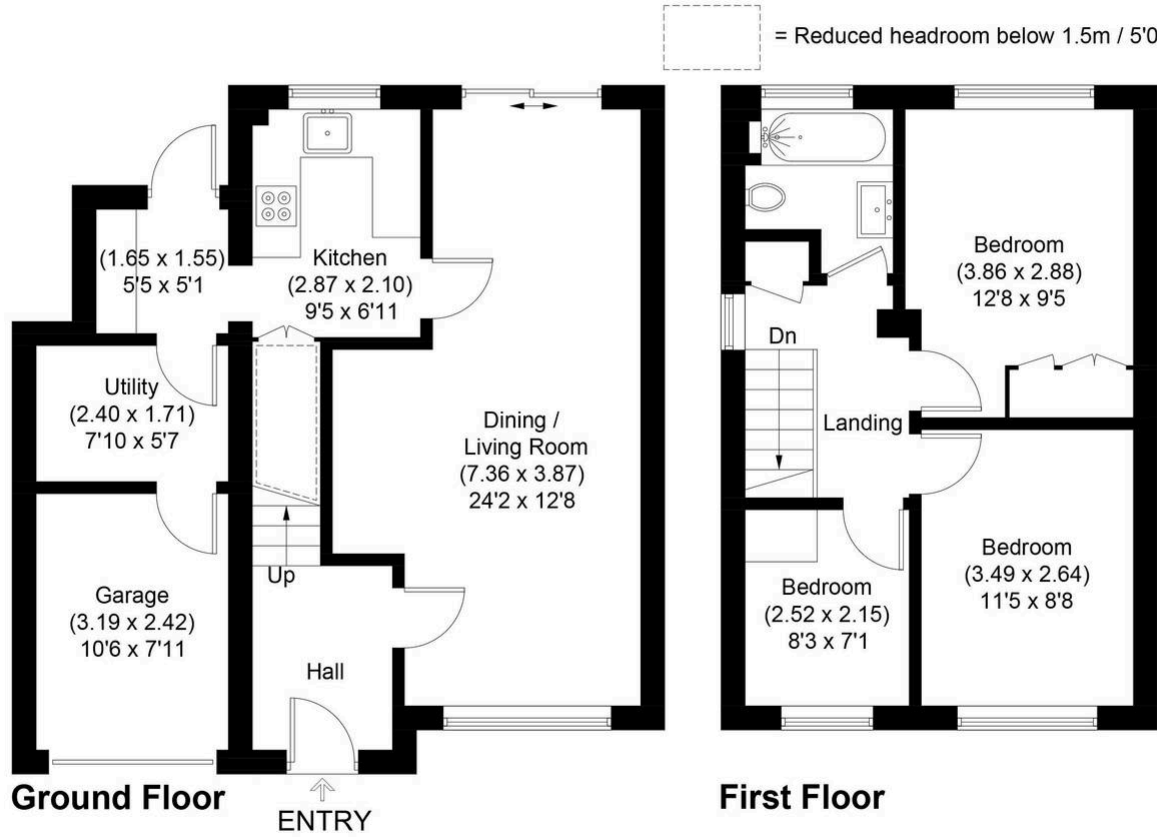 = Reduced headroom below 1.5m / 5'0
(1.65 x 1.55)
5'5 x 5'1
Kitchen
(2.87 x 2.10)
9'5 x 6'11
Utility
(2.40 x 1.71)
7'10 x 5'7
Dining /
Living Room
(7.36 x 3.87)
24'2 x 12'8
Up
Garage
(3.19 x 2.42)
10'6 x 7'11
Hall
Ground Floor
ENTRY
Bedroom
(3.86 x 2.88)
12'8 x 9'5
Dn
Landing
Bedroom
(2.52 x 2.15)
8'3 x 7'1
Bedroom
(3.49 x 2.64)
11'5 x 8'8
First Floor